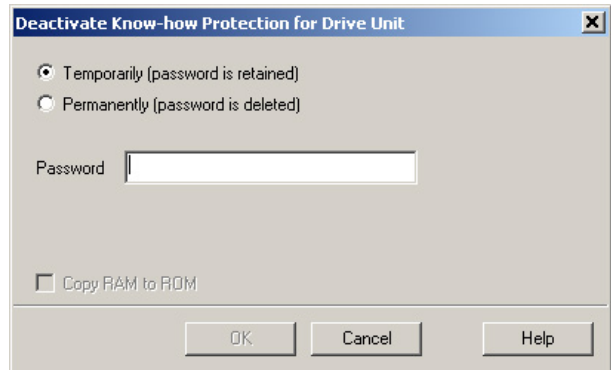 Deactivate Know-how Protection for Drive Unit
Temporarily (password is retained)
Permanently (password is deleted)
Password
Copy RAM to ROM
OK Cancel Help